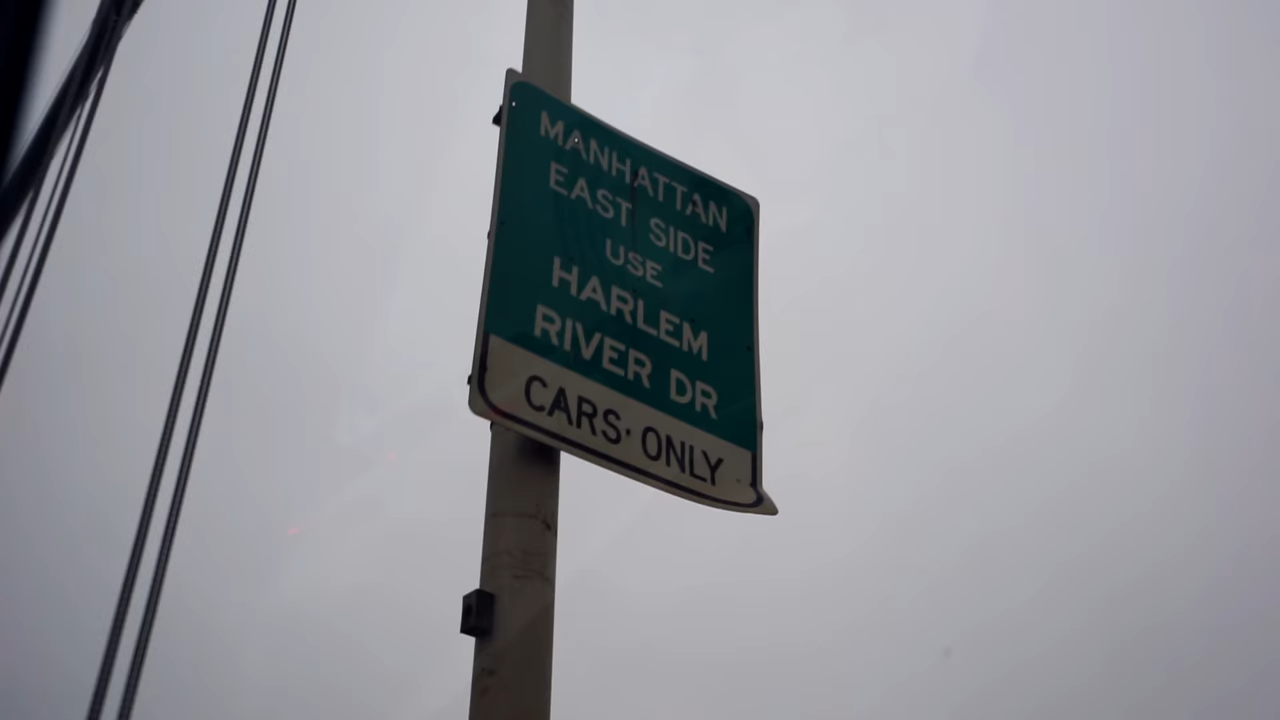 MANHATTAN
EAST SIDE
USE
HARLEM
RIVER DR
CARS ONLY